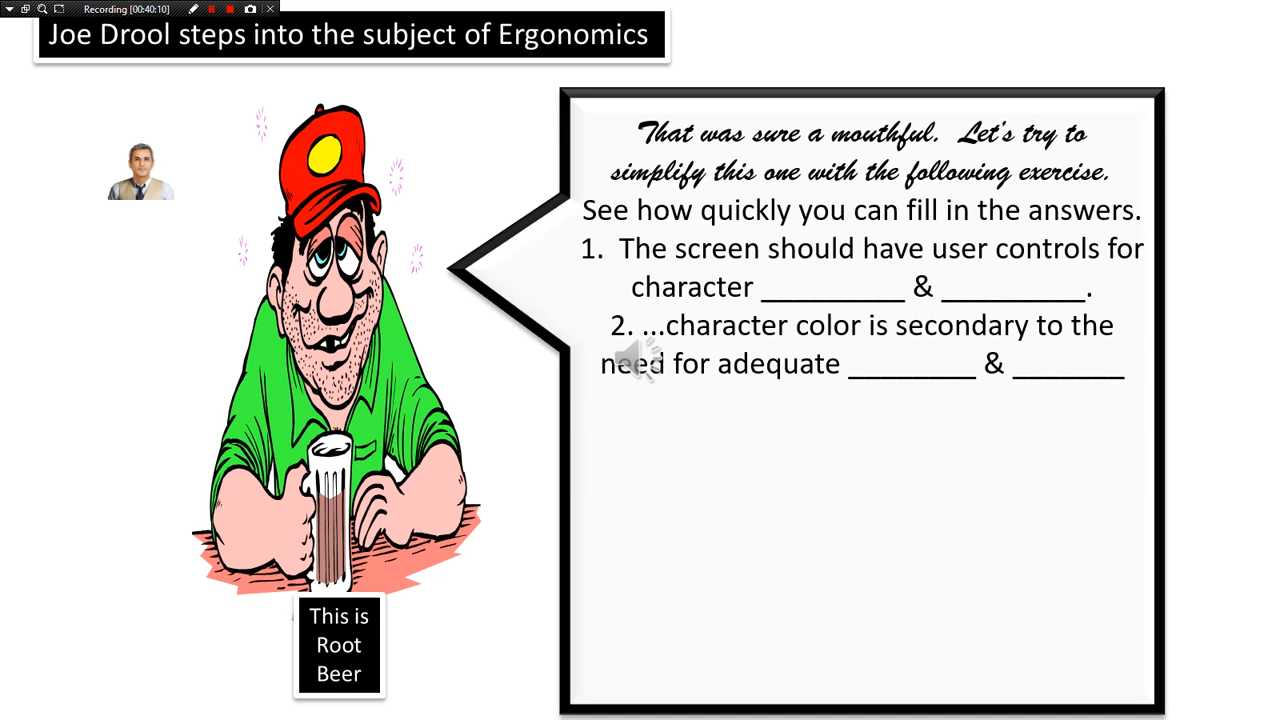 Recording [00:40:10]
Joe Drool steps into the subject of Ergonomics
That was sure a mouthful. Let's try to
simplify this one with the following exercise.
See how quickly you can fill in the answers.
1. The screen should have user controls for
character _________ & _________.
2. ...character color is secondary to the
need for adequate ________ & _______
This is
Root
Beer